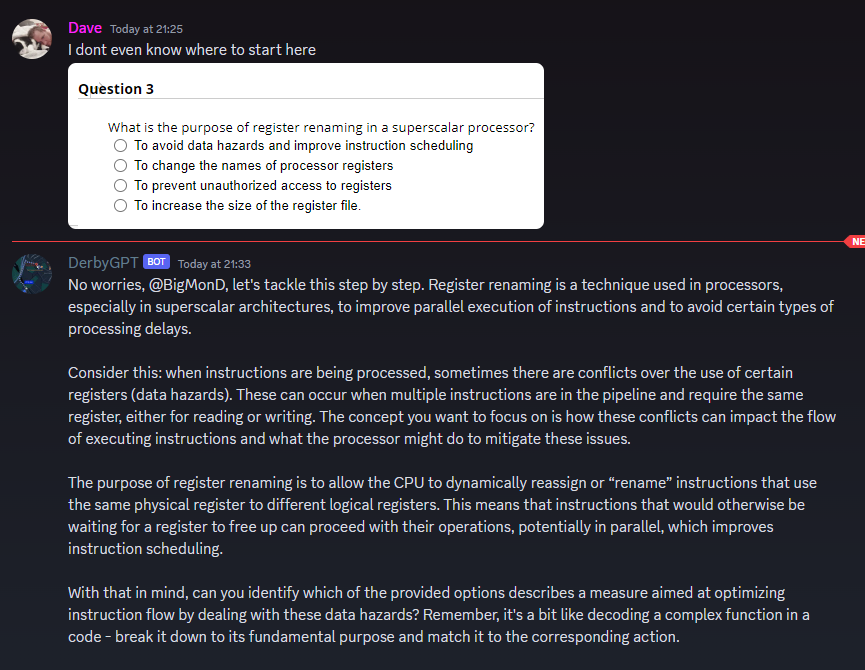 Dave Today at 21:25
I dont even know where to start here
Question 3
What is the purpose of register renaming in a superscalar processor?
To avoid data hazards and improve instruction scheduling
To change the names of processor registers
To prevent unauthorized access to registers
To increase the size of the register file.
NE
DerbyGPT BOT Today at 21:33
No worries, @BigMonD, let's tackle this step by step. Register renaming is a technique used in processors,
especially in superscalar architectures, to improve parallel execution of instructions and to avoid certain types of
processing delays.
Consider this: when instructions are being processed, sometimes there are conflicts over the use of certain
registers (data hazards). These can occur when multiple instructions are in the pipeline and require the same
register, either for reading or writing. The concept you want to focus on is how these conflicts can impact the flow
of executing instructions and what the processor might do to mitigate these issues.
The purpose of register renaming is to allow the CPU to dynamically reassign or “rename” instructions that use
the same physical register to different logical registers. This means that instructions that would otherwise be
waiting for a register to free up can proceed with their operations, potentially in parallel, which improves
instruction scheduling.
With that in mind, can you identify which of the provided options describes a measure aimed at optimizing
instruction flow by dealing with these data hazards? Remember, it's a bit like decoding a complex function in a
code - break it down to its fundamental purpose and match it to the corresponding action.